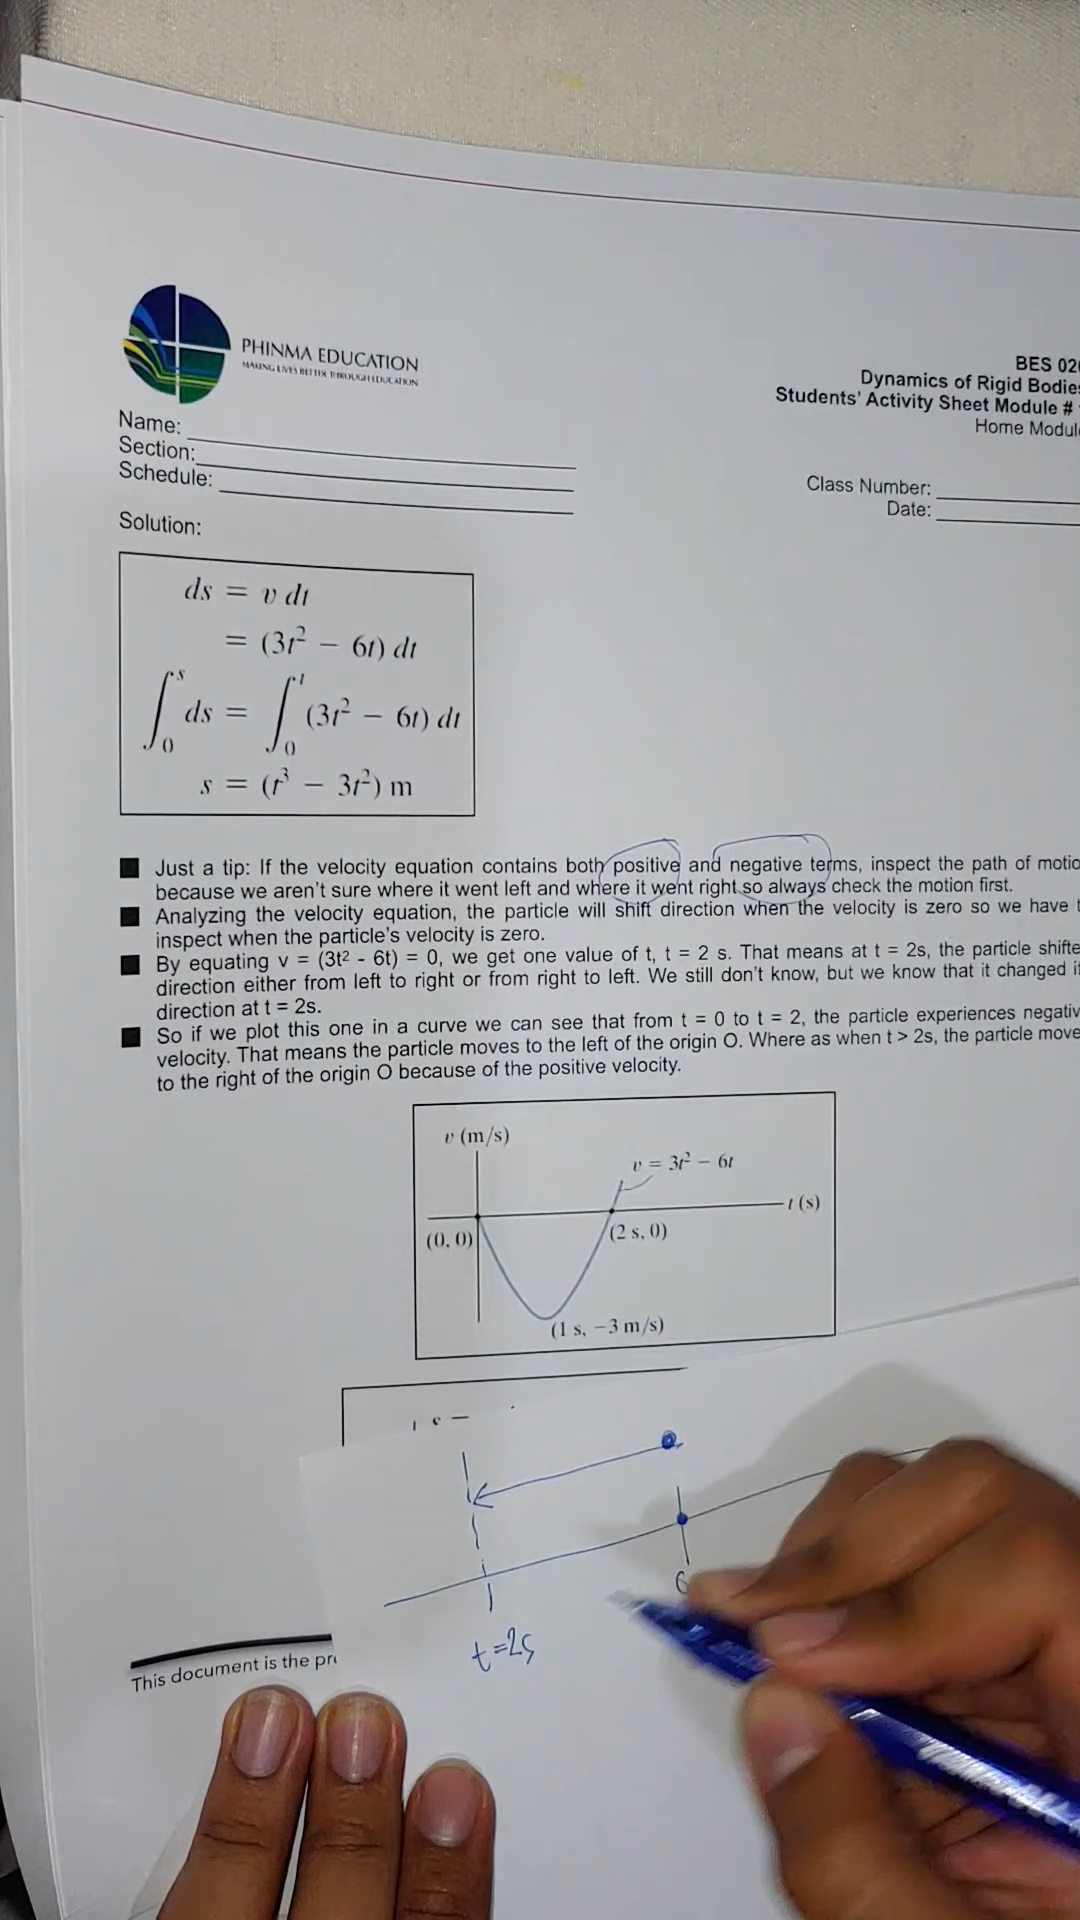 PHINMA EDUCATION
MAKING LIVES BETTER THROUGH EDUCATION
BES 02
Dynamics of Rigid Bodie
Students' Activity Sheet Module #
Home Modul
Name:
Section:
Schedule:
Class Number:
Date:
Solution:
ds = v dt
= (3t² − 6t) dt
∫₀ˢ ds = ∫₀ᵗ (3t² − 6t) dt
s = (t³ − 3t²) m
Just a tip: If the velocity equation contains both positive and negative terms, inspect the path of motio
because we aren't sure where it went left and where it went right so always check the motion first.
Analyzing the velocity equation, the particle will shift direction when the velocity is zero so we have t
inspect when the particle's velocity is zero.
By equating v = (3t² - 6t) = 0, we get one value of t, t = 2 s. That means at t = 2s, the particle shifte
direction either from left to right or from right to left. We still don't know, but we know that it changed i
direction at t = 2s.
So if we plot this one in a curve we can see that from t = 0 to t = 2, the particle experiences negativ
velocity. That means the particle moves to the left of the origin O. Where as when t > 2s, the particle move
to the right of the origin O because of the positive velocity.
v (m/s)
v = 3t² − 6t
t (s)
(0, 0)
(2 s, 0)
(1 s, −3 m/s)
t=2s
This document is the pr